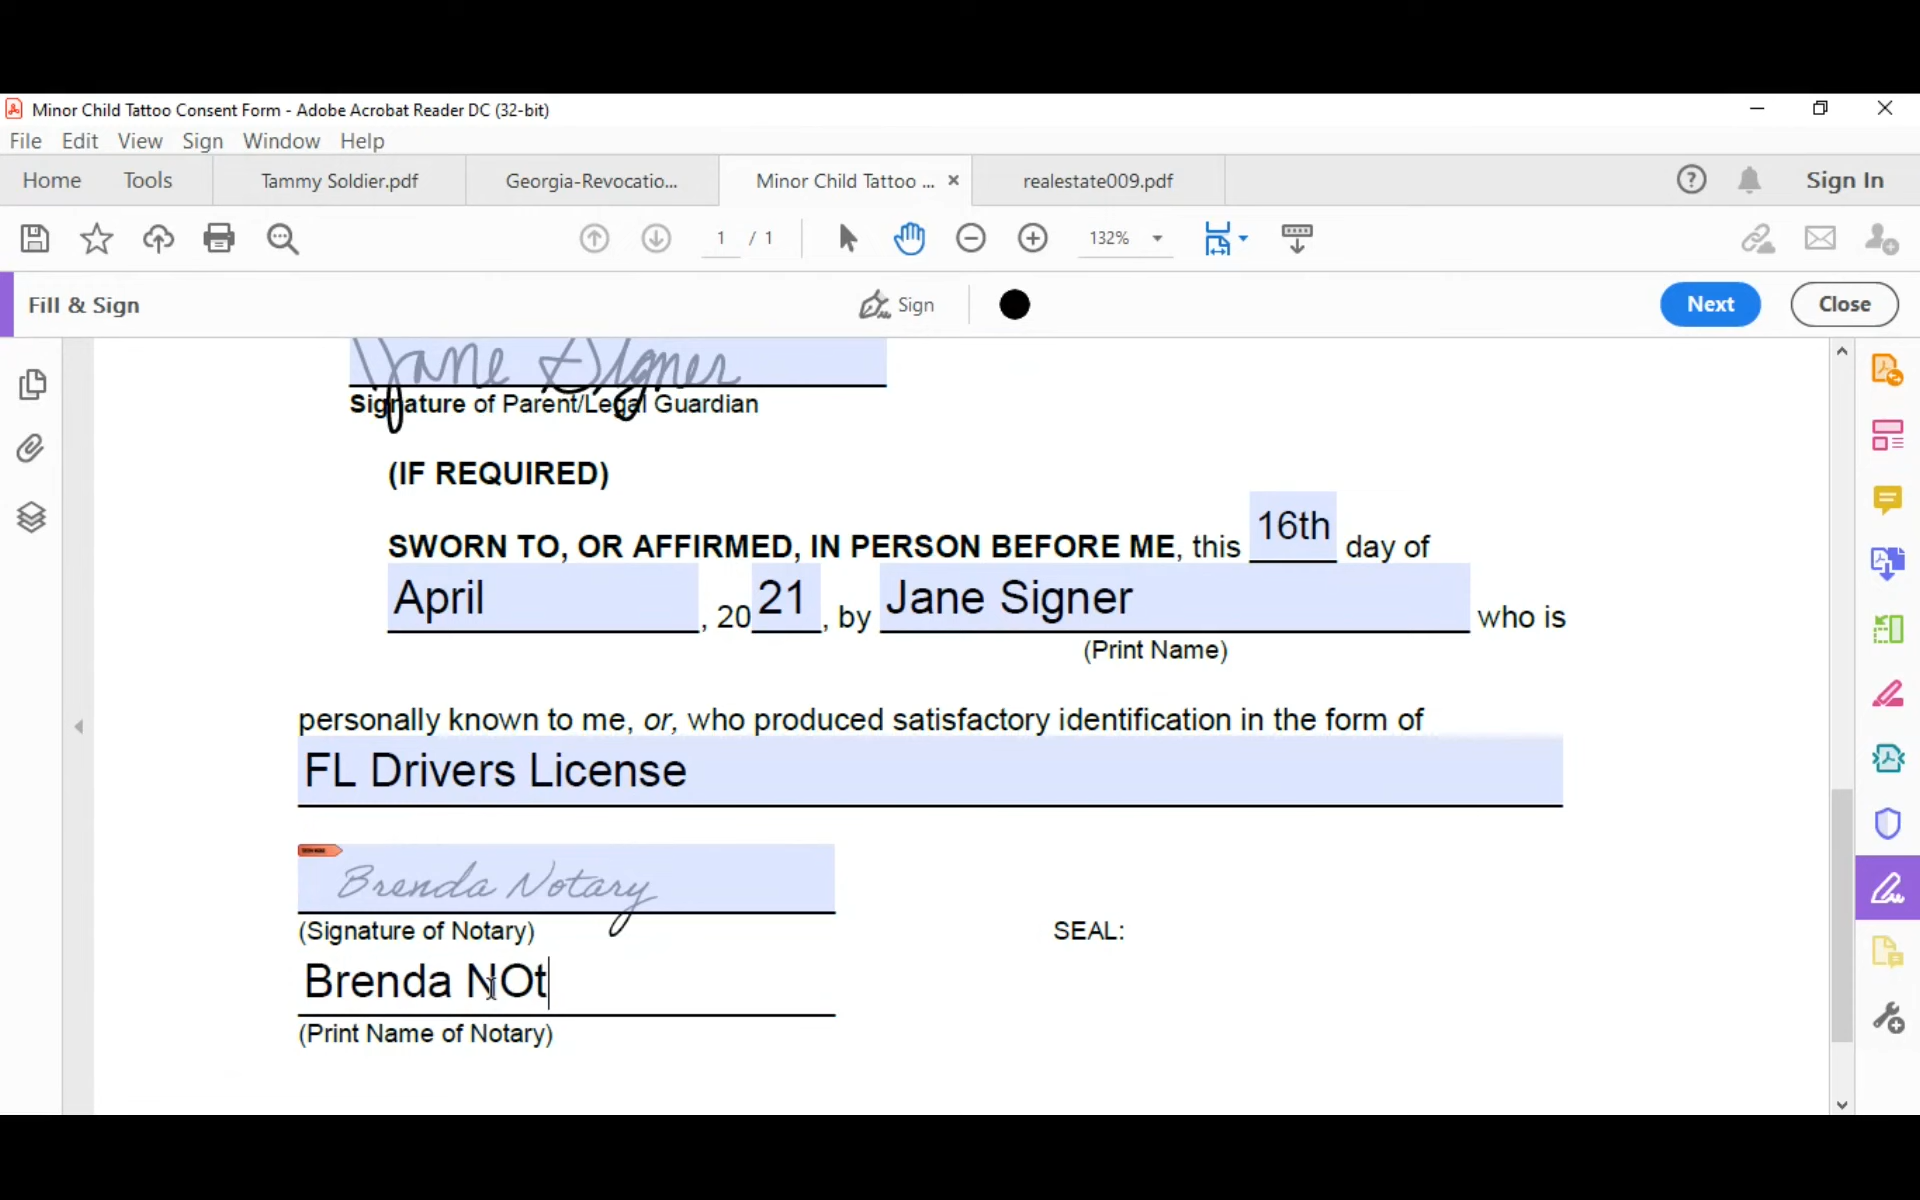 Minor Child Tattoo Consent Form - Adobe Acrobat Reader DC (32-bit)
File Edit View Sign Window Help
Home Tools Tammy Soldier.pdf Georgia-Revocatio... Minor Child Tattoo ... realestate009.pdf Sign In
1 / 1 132%
Fill & Sign Sign Next Close
Jane Signer
Signature of Parent/Legal Guardian
(IF REQUIRED)
SWORN TO, OR AFFIRMED, IN PERSON BEFORE ME, this 16th day of
April, 20 21, by Jane Signer who is
(Print Name)
personally known to me, or, who produced satisfactory identification in the form of
FL Drivers License
Brenda Notary
(Signature of Notary) SEAL:
Brenda NOt
(Print Name of Notary)